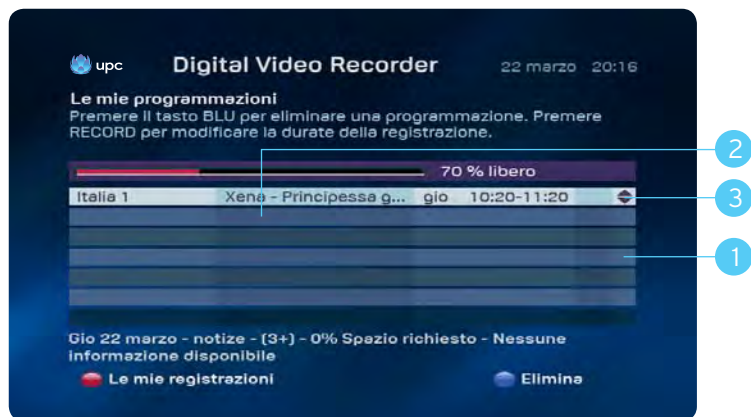 upc Digital Video Recorder 22 marzo 20:16
Le mie programmazioni
Premere il tasto BLU per eliminare una programmazione. Premere
RECORD per modificare la durate della registrazione.
2
70 % libero
Italia 1 Xena - Principessa g... gio 10:20-11:20
3
1
Gio 22 marzo - notize - (3+) - 0% Spazio richiesto - Nessune
informazione disponibile
Le mie registrazioni Elimina